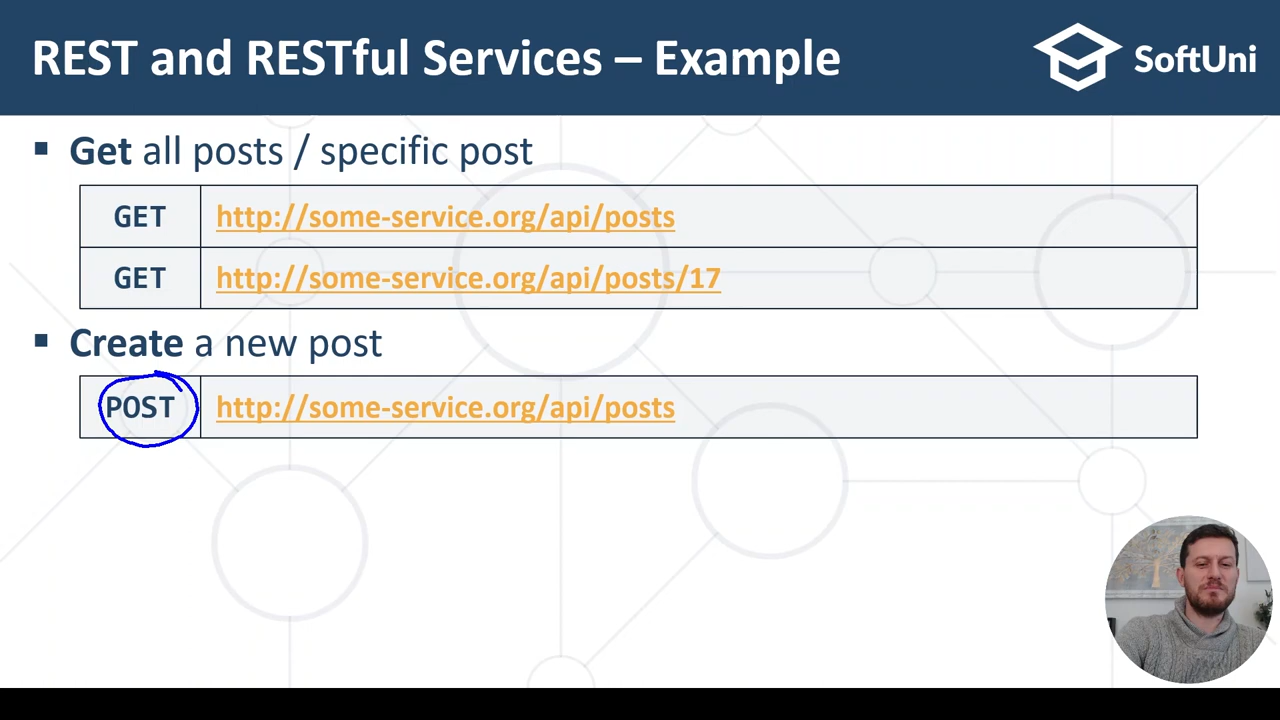 REST and RESTful Services – Example
SoftUni
▪ Get all posts / specific post
GET http://some-service.org/api/posts
GET http://some-service.org/api/posts/17
▪ Create a new post
POST http://some-service.org/api/posts